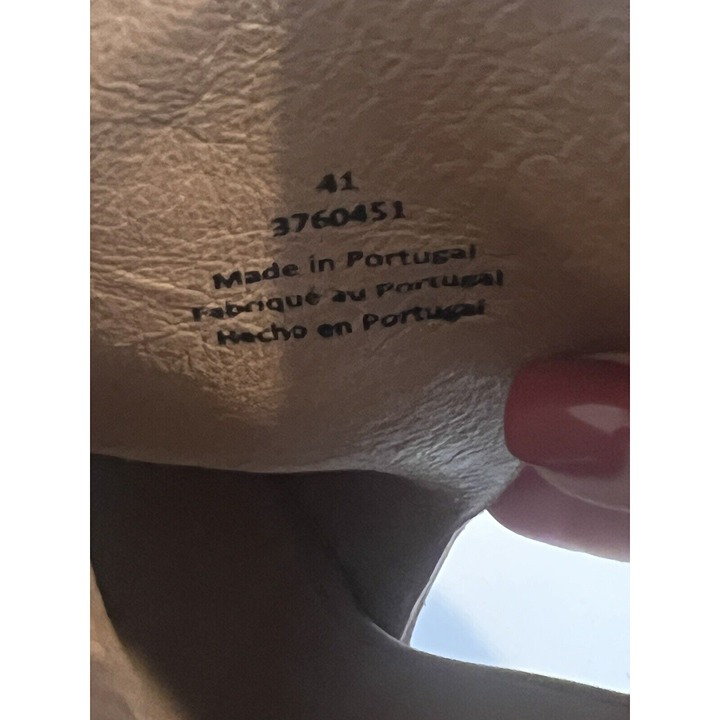 41
3760451
Made in Portugal
Fabriqué au Portugal
Hecho en Portugal